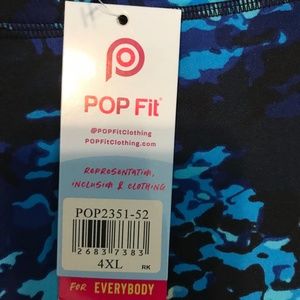 POP Fit
@POPFitClothing
POPFitClothing.com
REPRESENTATION,
INCLUSION & CLOTHING
POP2351-52
2683 7383
4XL RK
FOR EVERYBODY